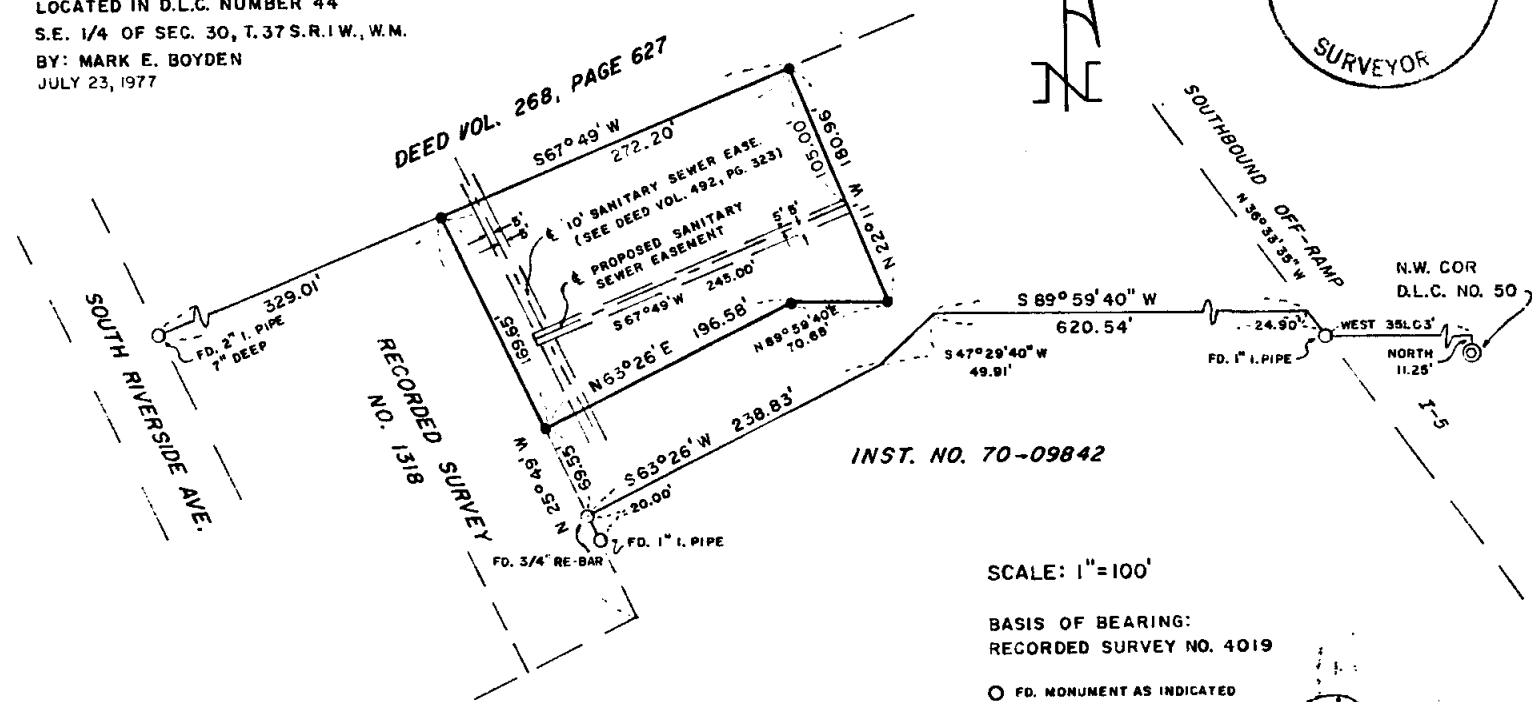 LOCATED IN D.L.C. NUMBER 44
S.E. 1/4 OF SEC. 30, T.37 S.R.1 W., W.M.
BY: MARK E. BOYDEN
JULY 23, 1977
SURVEYOR
N
DEED VOL. 268, PAGE 627
S67°49' W
272.20'
10' SANITARY SEWER EASE.
(SEE DEED VOL. 492, PG. 323)
PROPOSED SANITARY
SEWER EASEMENT
5'
5'
5' 5'
S67°49'W 245.00'
105.00'
180.96'
N 22°11' W
169.65'
N63°26'E 196.58'
N 89°59'40"E
70.68'
329.01'
FD. 2" I. PIPE
7" DEEP
SOUTH RIVERSIDE AVE.
RECORDED SURVEY
NO. 1318
N 25°49' W
69.55'
S63°26' W 238.83'
20.00'
FD. 1" I. PIPE
FD. 3/4" RE-BAR
S 47°29'40" W
49.91'
S 89°59'40" W
620.54'
24.90'
FD. 1" I. PIPE
WEST
NORTH
11.25'
N.W. COR
D.L.C. NO. 50
SOUTHBOUND OFF-RAMP
N 36°33'35" W
I-5
INST. NO. 70-09842
SCALE: 1"=100'
BASIS OF BEARING:
RECORDED SURVEY NO. 4019
FD. MONUMENT AS INDICATED